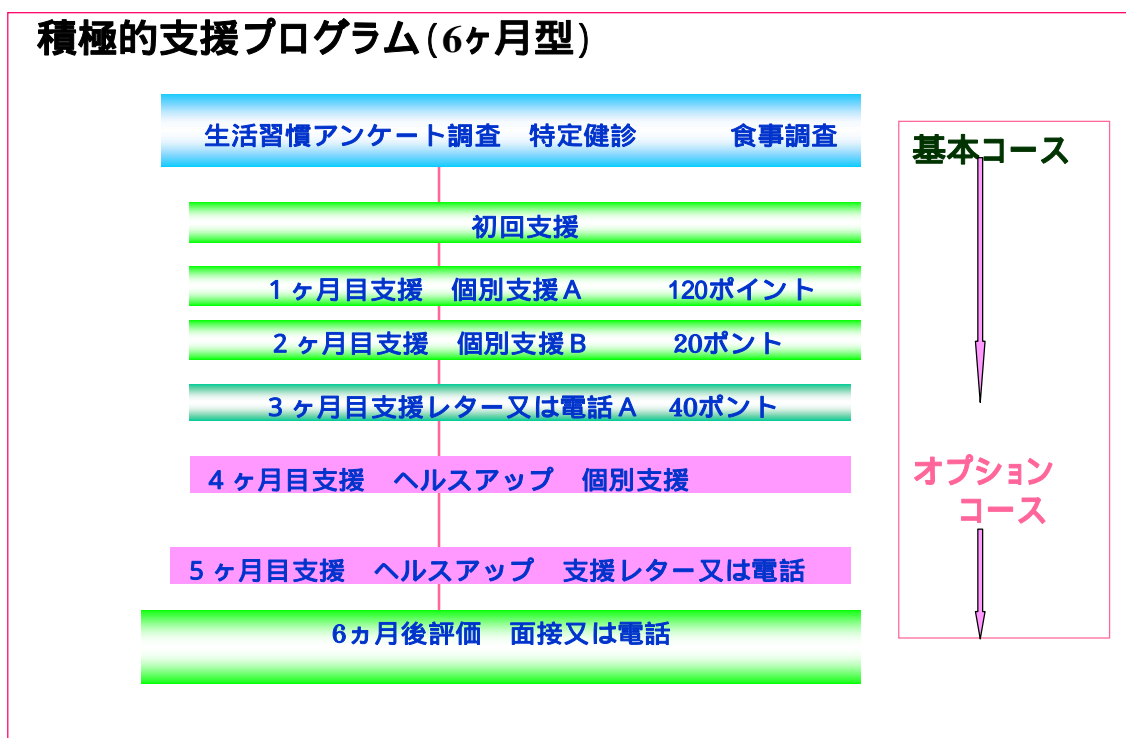 積極的支援プログラム(6ヶ月型)
生活習慣アンケート調査　特定健診　　　食事調査
初回支援
1ヶ月目支援　個別支援A　　　120ポイント
2ヶ月目支援　個別支援B　　　20ポント
3ヶ月目支援レター又は電話A　40ポント
4ヶ月目支援　ヘルスアップ　個別支援
5ヶ月目支援　ヘルスアップ　支援レター又は電話
6ヵ月後評価　面接又は電話
基本コース
オプション
コース